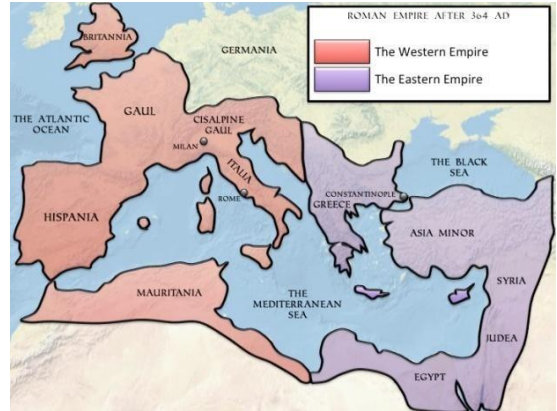 ROMAN EMPIRE AFTER 364 AD
The Western Empire
The Eastern Empire
BRITANNIA
GERMANIA
THE ATLANTIC
OCEAN
GAUL
CISALPINE
GAUL
MILAN
ITALIA
ROME
HISPANIA
THE BLACK
SEA
CONSTANTINOPLE
GREECE
ASIA MINOR
SYRIA
MAURITANIA
THE
MEDITERRANEAN
SEA
JUDEA
EGYPT